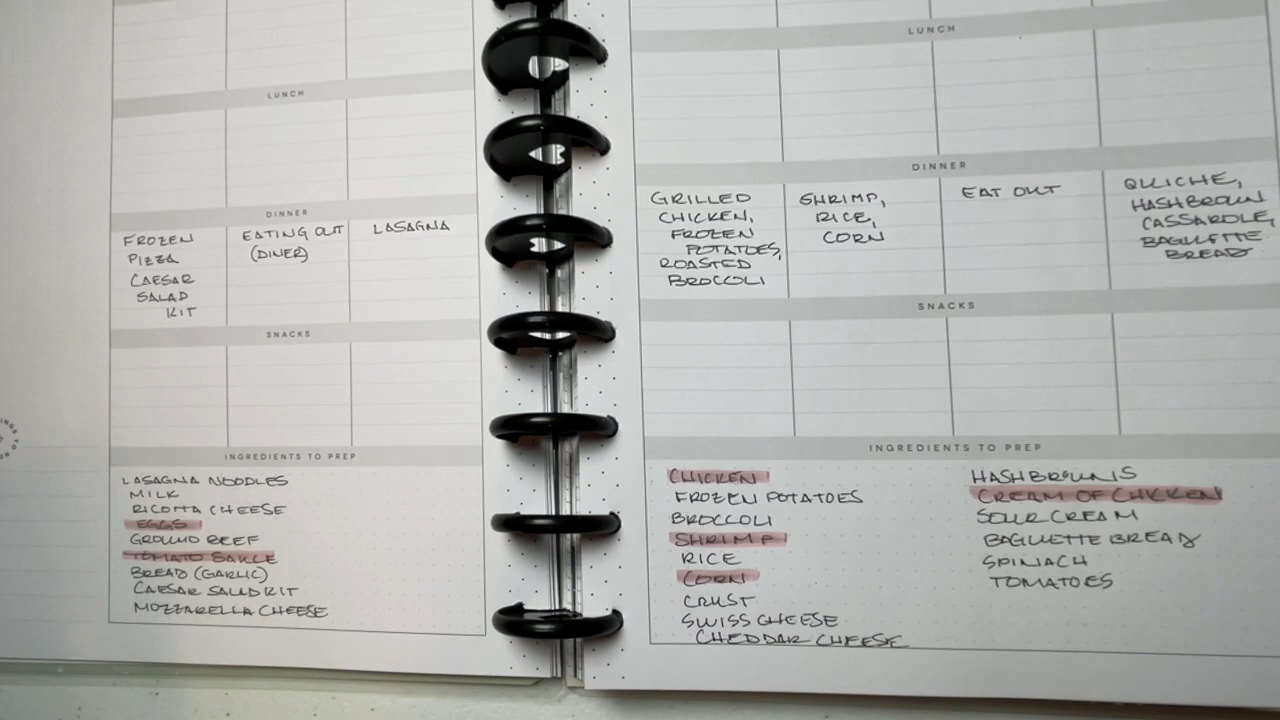 LUNCH
DINNER
FROZEN
PIZZA
CAESAR
SALAD
KIT
EATING OUT
(DINER)
LASAGNA
SNACKS
INGREDIENTS TO PREP
LASAGNA NOODLES
MILK
RICOTTA CHEESE
EGGS
GROUND BEEF
TOMATO SAUCE
BREAD (GARLIC)
CAESAR SALAD KIT
MOZZARELLA CHEESE
LUNCH
DINNER
GRILLED
CHICKEN,
FROZEN
POTATOES,
ROASTED
BROCCOLI
SHRIMP,
RICE,
CORN
EAT OUT
QUICHE,
HASHBROWN
CASSAROLE,
BAGUETTE
BREAD
SNACKS
INGREDIENTS TO PREP
CHICKEN
FROZEN POTATOES
BROCCOLI
SHRIMP
RICE
CORN
CRUST
SWISS CHEESE
CHEDDAR CHEESE
HASHBROWNS
CREAM OF CHICKEN
SOUR CREAM
BAGUETTE BREAD
SPINACH
TOMATOES